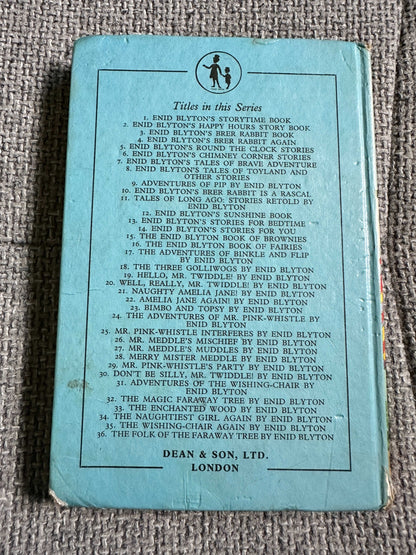 Titles in this Series
1. ENID BLYTON'S STORYTIME BOOK
2. ENID BLYTON'S HAPPY HOURS STORY BOOK
3. ENID BLYTON'S BRER RABBIT BOOK
4. ENID BLYTON'S BRER RABBIT AGAIN
5. ENID BLYTON'S ROUND THE CLOCK STORIES
6. ENID BLYTON'S CHIMNEY CORNER STORIES
7. ENID BLYTON'S TALES OF BRAVE ADVENTURE
8. ENID BLYTON'S TALES OF TOYLAND AND
OTHER STORIES
9. ADVENTURES OF PIP BY ENID BLYTON
10. ENID BLYTON'S BRER RABBIT IS A RASCAL
11. TALES OF LONG AGO: STORIES RETOLD BY
ENID BLYTON
12. ENID BLYTON'S SUNSHINE BOOK
13. ENID BLYTON'S STORIES FOR BEDTIME
14. ENID BLYTON'S STORIES FOR YOU
15. THE ENID BLYTON BOOK OF BROWNIES
16. THE ENID BLYTON BOOK OF FAIRIES
17. THE ADVENTURES OF BINKLE AND FLIP
BY ENID BLYTON
18. THE THREE GOLLIWOGS BY ENID BLYTON
19. HELLO, MR. TWIDDLE! BY ENID BLYTON
20. WELL, REALLY, MR. TWIDDLE! BY ENID BLYTON
21. NAUGHTY AMELIA JANE! BY ENID BLYTON
22. AMELIA JANE AGAIN! BY ENID BLYTON
23. BIMBO AND TOPSY BY ENID BLYTON
24. THE ADVENTURES OF MR. PINK-WHISTLE BY
ENID BLYTON
25. MR. PINK-WHISTLE INTERFERES BY ENID BLYTON
26. MR. MEDDLE'S MISCHIEF BY ENID BLYTON
27. MR. MEDDLE'S MUDDLES BY ENID BLYTON
28. MERRY MISTER MEDDLE BY ENID BLYTON
29. MR. PINK-WHISTLE'S PARTY BY ENID BLYTON
30. DON'T BE SILLY, MR. TWIDDLE! BY ENID BLYTON
31. ADVENTURES OF THE WISHING-CHAIR BY
ENID BLYTON
32. THE MAGIC FARAWAY TREE BY ENID BLYTON
33. THE ENCHANTED WOOD BY ENID BLYTON
34. THE NAUGHTIEST GIRL AGAIN BY ENID BLYTON
35. THE WISHING-CHAIR AGAIN BY ENID BLYTON
36. THE FOLK OF THE FARAWAY TREE BY ENID BLYTON
DEAN & SON, LTD.
LONDON